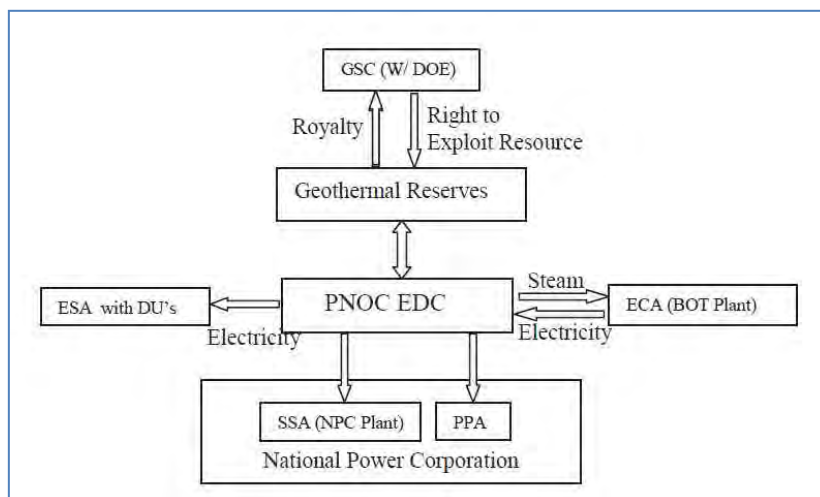 GSC (W/ DOE)
Royalty
Right to
Exploit Resource
Geothermal Reserves
ESA with DU's
Electricity
PNOC EDC
Steam
Electricity
ECA (BOT Plant)
SSA (NPC Plant)
PPA
National Power Corporation